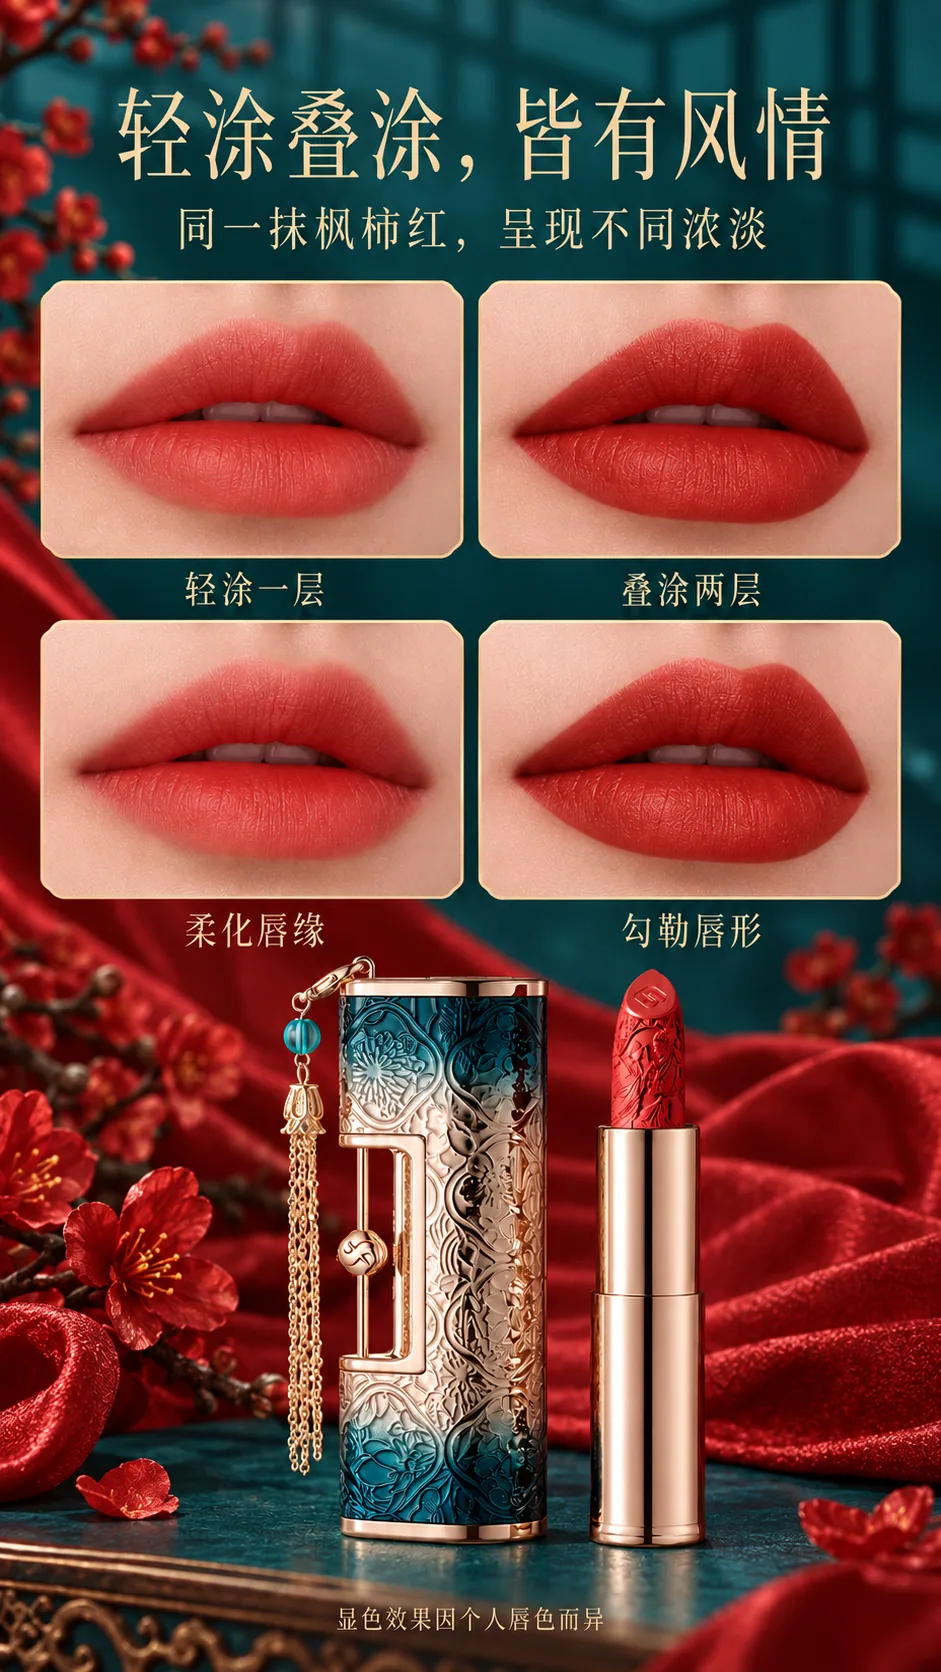 轻涂叠涂，皆有风情
同一抹枫柿红，呈现不同浓淡
轻涂一层
叠涂两层
柔化唇缘
勾勒唇形
显色效果因个人唇色而异